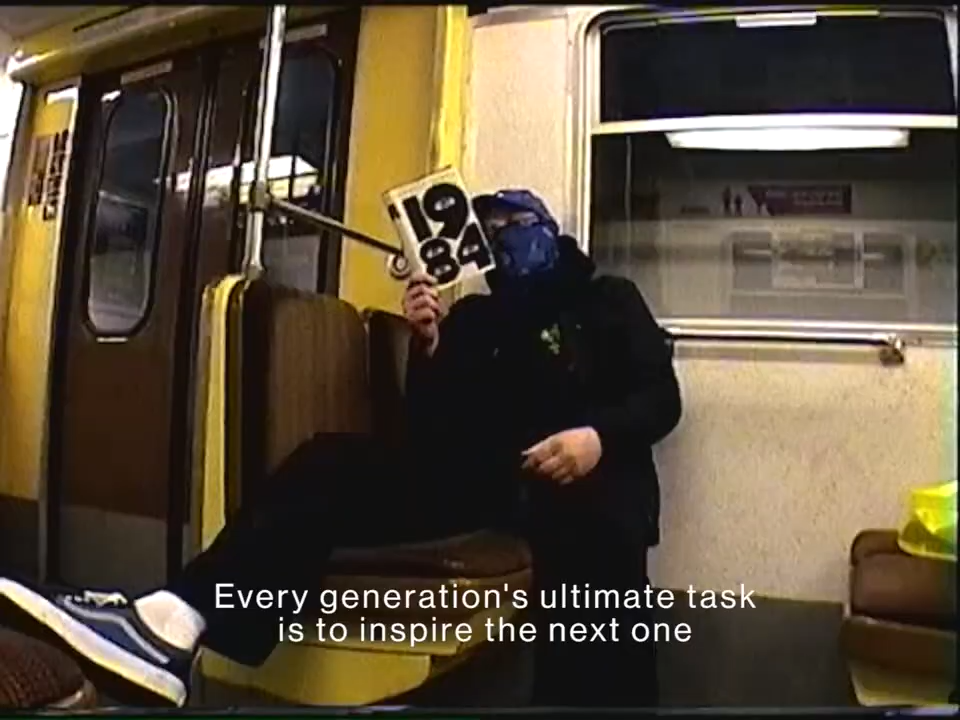 19
84
Every generation's ultimate task
is to inspire the next one